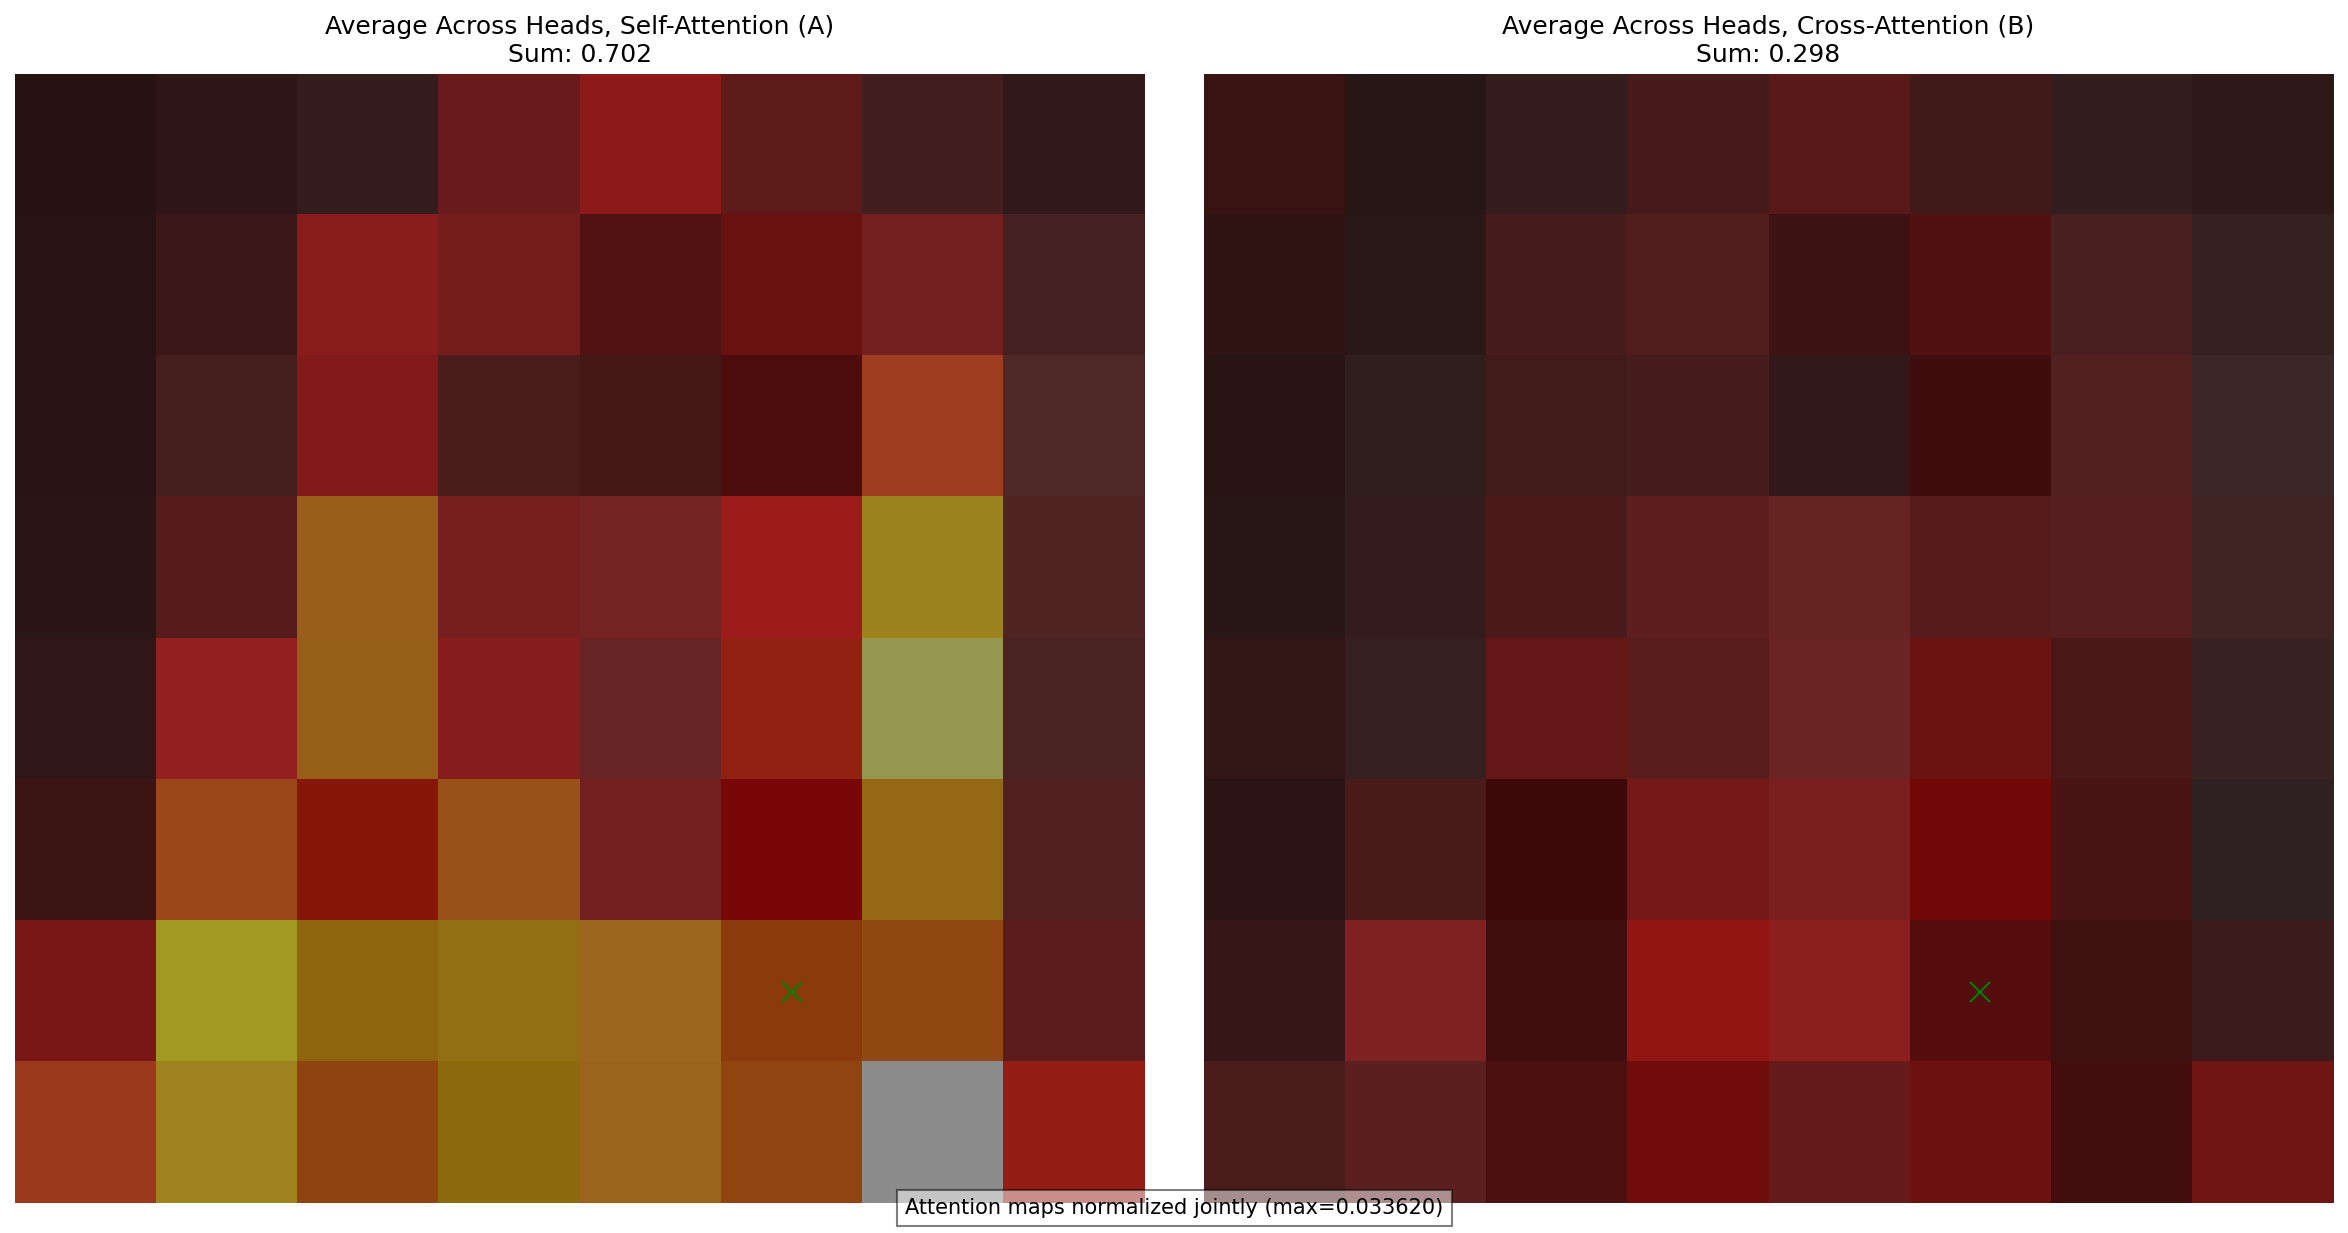 Average Across Heads, Self-Attention (A)
Sum: 0.702
Average Across Heads, Cross-Attention (B)
Sum: 0.298
Attention maps normalized jointly (max=0.033620)